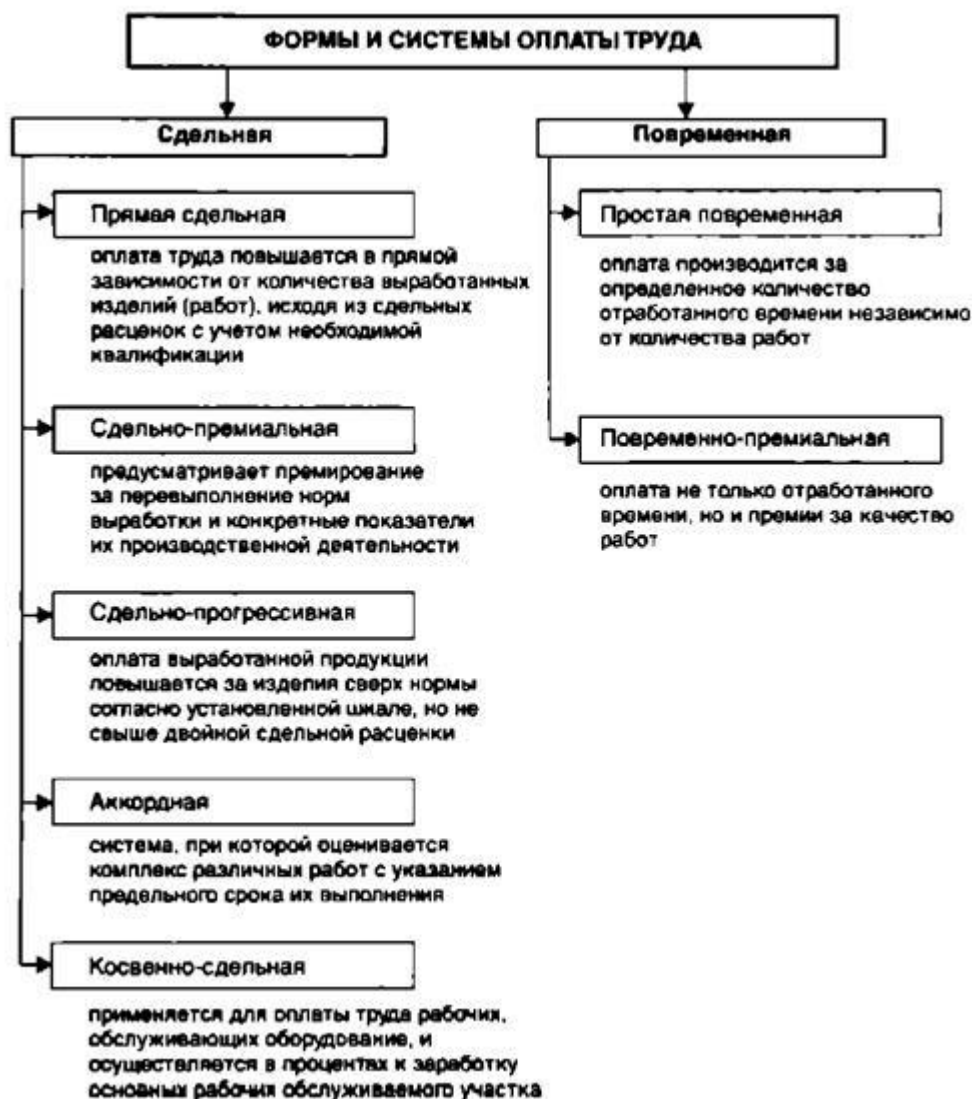 ФОРМЫ И СИСТЕМЫ ОПЛАТЫ ТРУДА
Сдельная
Прямая сдельная
оплата труда повышается в прямой
зависимости от количества выработанных
изделий (работ), исходя из сдельных
расценок с учетом необходимой
квалификации
Сдельно-премиальная
предусматривает премирование
за перевыполнение норм
выработки и конкретные показатели
их производственной деятельности
Сдельно-прогрессивная
оплата выработанной продукции
повышается за изделия сверх нормы
согласно установленной шкале, но не
свыше двойной сдельной расценки
Аккордная
система, при которой оценивается
комплекс различных работ с указанием
предельного срока их выполнения
Косвенно-сдельная
применяется для оплаты труда рабочих,
обслуживающих оборудование, и
осуществляется в процентах к заработку
основных рабочих обслуживаемого участка
Повременная
Простая повременная
оплата производится за
определенное количество
отработанного времени независимо
от количества работ
Повременно-премиальная
оплата не только отработанного
времени, но и премии за качество
работ